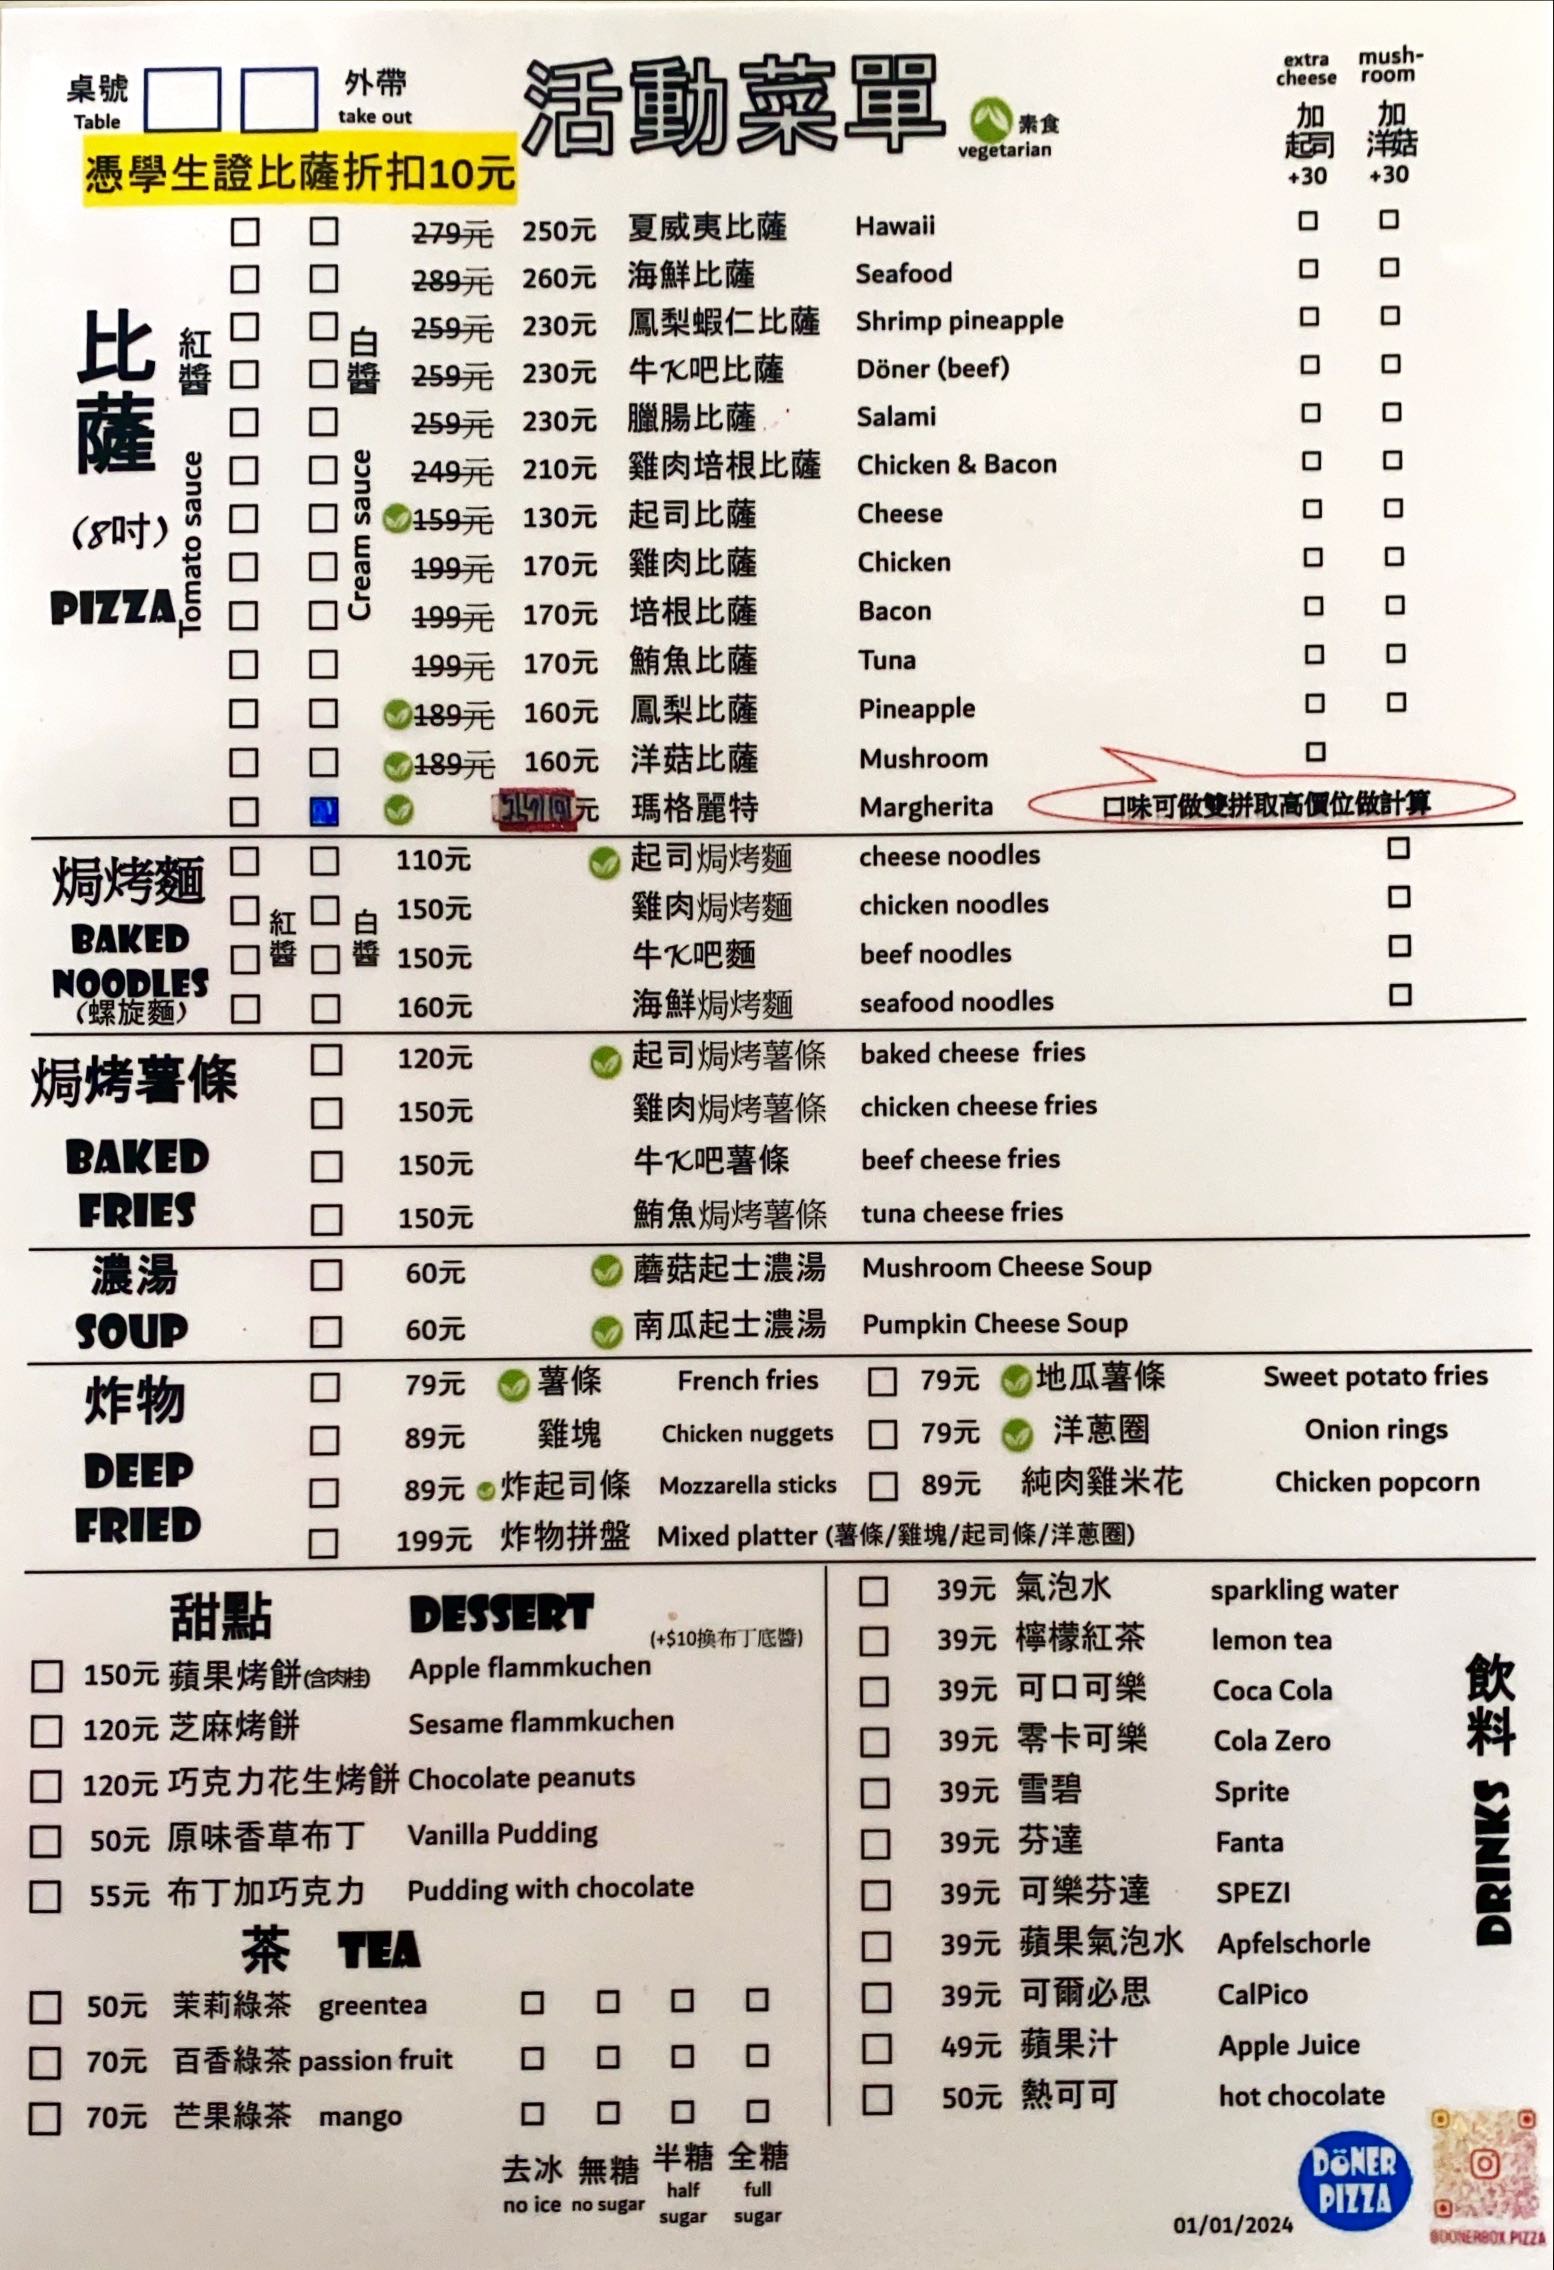 桌號 Table 外帶 take out
活動菜單
素食 vegetarian
extra cheese 加起司 +30
mush-room 加洋菇 +30
憑學生證比薩折扣10元
比薩 (8吋) PIZZA
紅醬 Tomato sauce
白醬 Cream sauce
279元 250元 夏威夷比薩 Hawaii
289元 260元 海鮮比薩 Seafood
259元 230元 鳳梨蝦仁比薩 Shrimp pineapple
259元 230元 牛K吧比薩 Döner (beef)
259元 230元 臘腸比薩 Salami
249元 210元 雞肉培根比薩 Chicken & Bacon
159元 130元 起司比薩 Cheese
199元 170元 雞肉比薩 Chicken
199元 170元 培根比薩 Bacon
199元 170元 鮪魚比薩 Tuna
189元 160元 鳳梨比薩 Pineapple
189元 160元 洋菇比薩 Mushroom
元 瑪格麗特 Margherita
口味可做雙拼取高價位做計算
焗烤麵 BAKED NOODLES (螺旋麵)
紅醬 白醬
110元 起司焗烤麵 cheese noodles
150元 雞肉焗烤麵 chicken noodles
150元 牛K吧麵 beef noodles
160元 海鮮焗烤麵 seafood noodles
焗烤薯條 BAKED FRIES
120元 起司焗烤薯條 baked cheese fries
150元 雞肉焗烤薯條 chicken cheese fries
150元 牛K吧薯條 beef cheese fries
150元 鮪魚焗烤薯條 tuna cheese fries
濃湯 SOUP
60元 蘑菇起士濃湯 Mushroom Cheese Soup
60元 南瓜起士濃湯 Pumpkin Cheese Soup
炸物 DEEP FRIED
79元 薯條 French fries 79元 地瓜薯條 Sweet potato fries
89元 雞塊 Chicken nuggets 79元 洋蔥圈 Onion rings
89元 炸起司條 Mozzarella sticks 89元 純肉雞米花 Chicken popcorn
199元 炸物拼盤 Mixed platter (薯條/雞塊/起司條/洋蔥圈)
甜點 DESSERT (+$10換布丁底醬)
150元 蘋果烤餅(含肉桂) Apple flammkuchen
120元 芝麻烤餅 Sesame flammkuchen
120元 巧克力花生烤餅 Chocolate peanuts
50元 原味香草布丁 Vanilla Pudding
55元 布丁加巧克力 Pudding with chocolate
茶 TEA
50元 茉莉綠茶 greentea
70元 百香綠茶 passion fruit
70元 芒果綠茶 mango
去冰 無糖 半糖 全糖
no ice no sugar half sugar full sugar
飲料 DRINKS
39元 氣泡水 sparkling water
39元 檸檬紅茶 lemon tea
39元 可口可樂 Coca Cola
39元 零卡可樂 Cola Zero
39元 雪碧 Sprite
39元 芬達 Fanta
39元 可樂芬達 SPEZI
39元 蘋果氣泡水 Apfelschorle
39元 可爾必思 CalPico
49元 蘋果汁 Apple Juice
50元 熱可可 hot chocolate
01/01/2024
DÖNER PIZZA
@DONERBOX.PIZZA